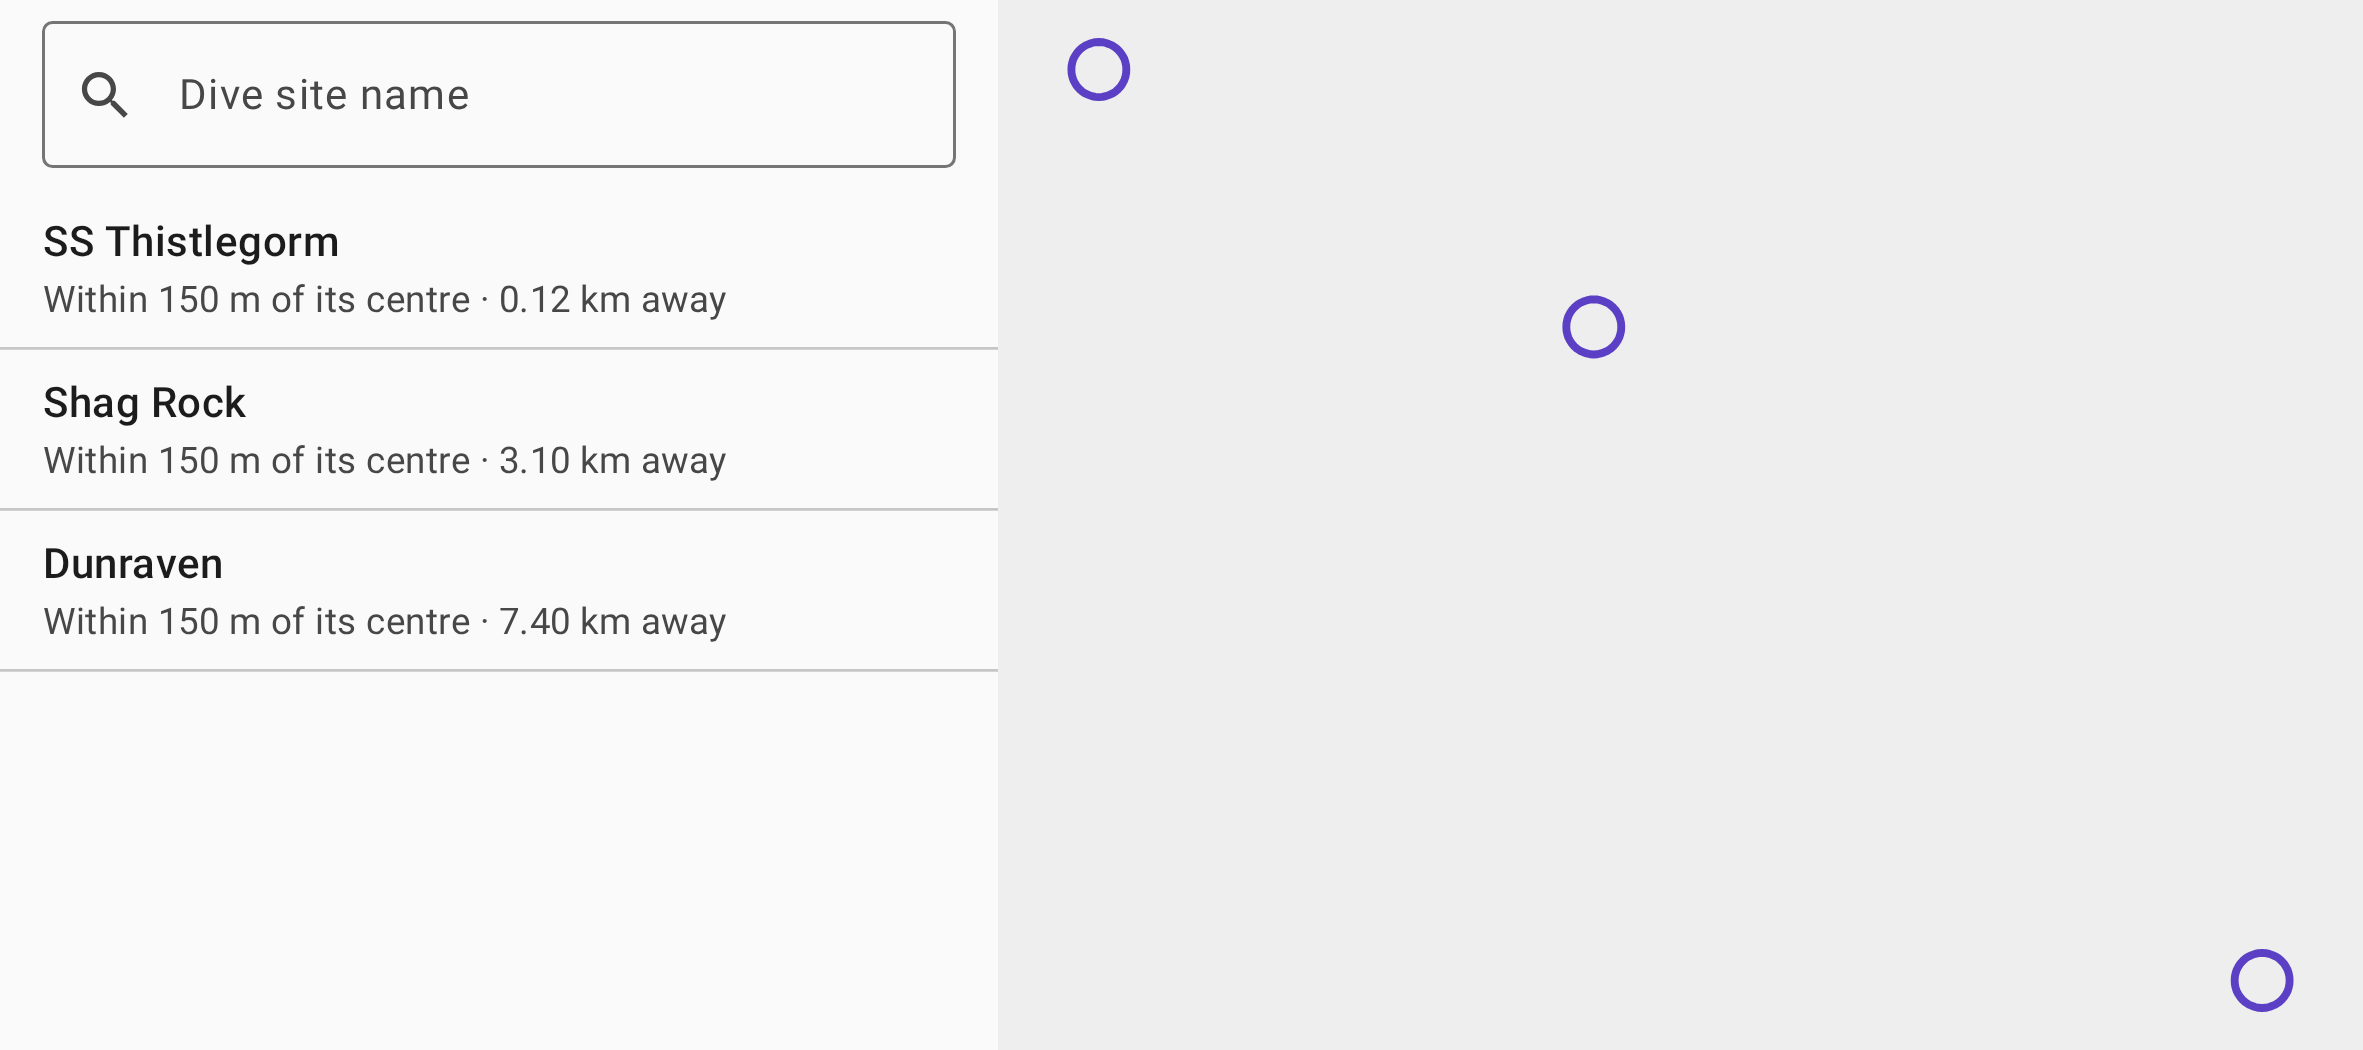 Dive site name
SS Thistlegorm
Within 150 m of its centre · 0.12 km away
Shag Rock
Within 150 m of its centre · 3.10 km away
Dunraven
Within 150 m of its centre · 7.40 km away